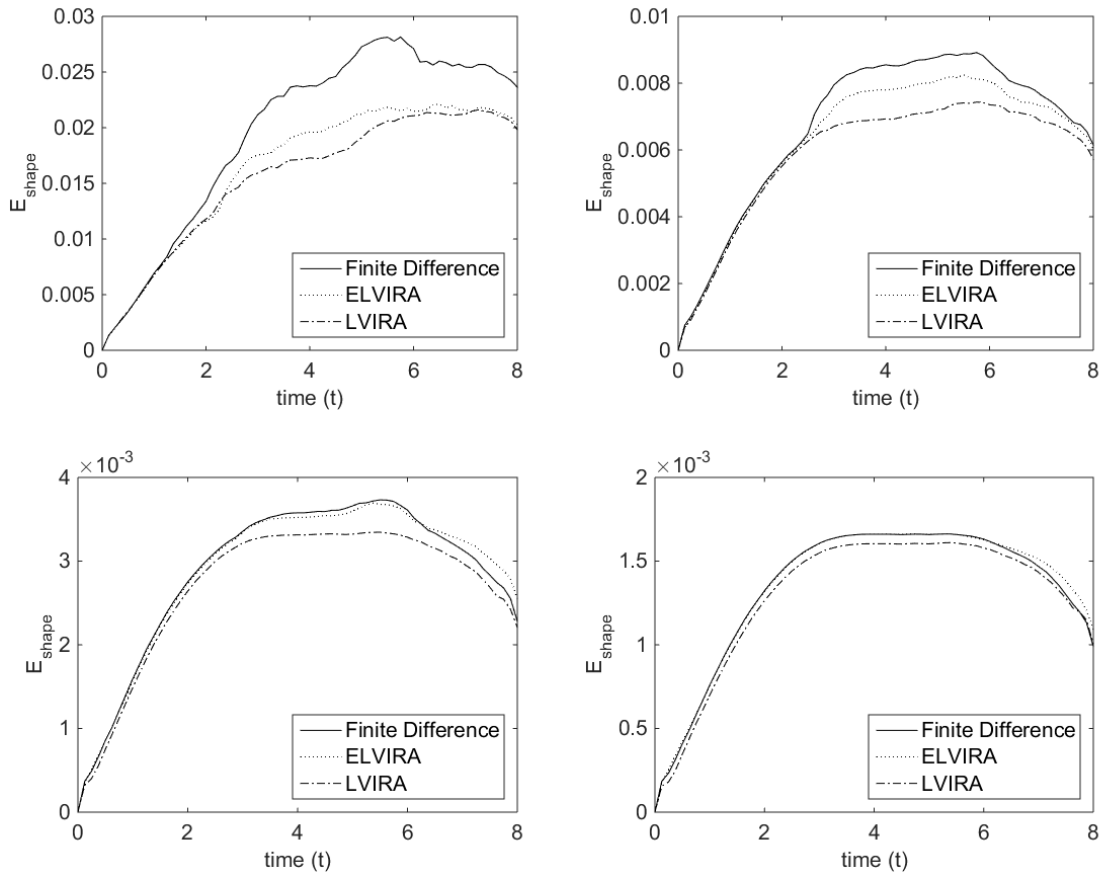 0.03
0.025
0.02
0.015
0.01
0.005
0
E_shape
0 2 4 6 8
time (t)
Finite Difference
ELVIRA
LVIRA
0.01
0.008
0.006
0.004
0.002
0
E_shape
0 2 4 6 8
time (t)
Finite Difference
ELVIRA
LVIRA
×10^-3
4
3
2
1
0
E_shape
0 2 4 6 8
time (t)
Finite Difference
ELVIRA
LVIRA
×10^-3
2
1.5
1
0.5
0
E_shape
0 2 4 6 8
time (t)
Finite Difference
ELVIRA
LVIRA